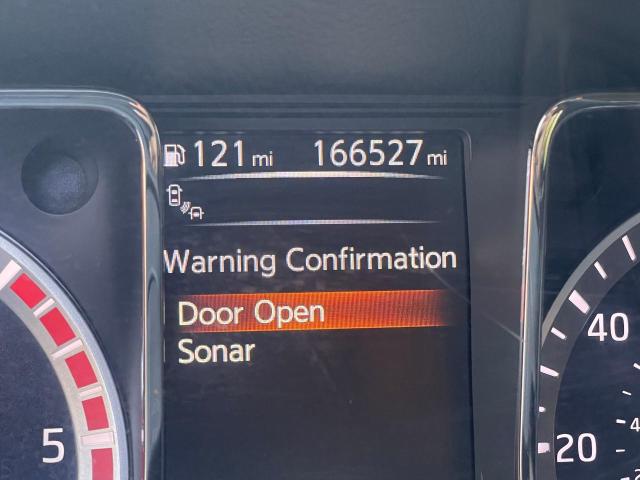 121 mi 166527 mi
Warning Confirmation
Door Open
Sonar
5
40
20